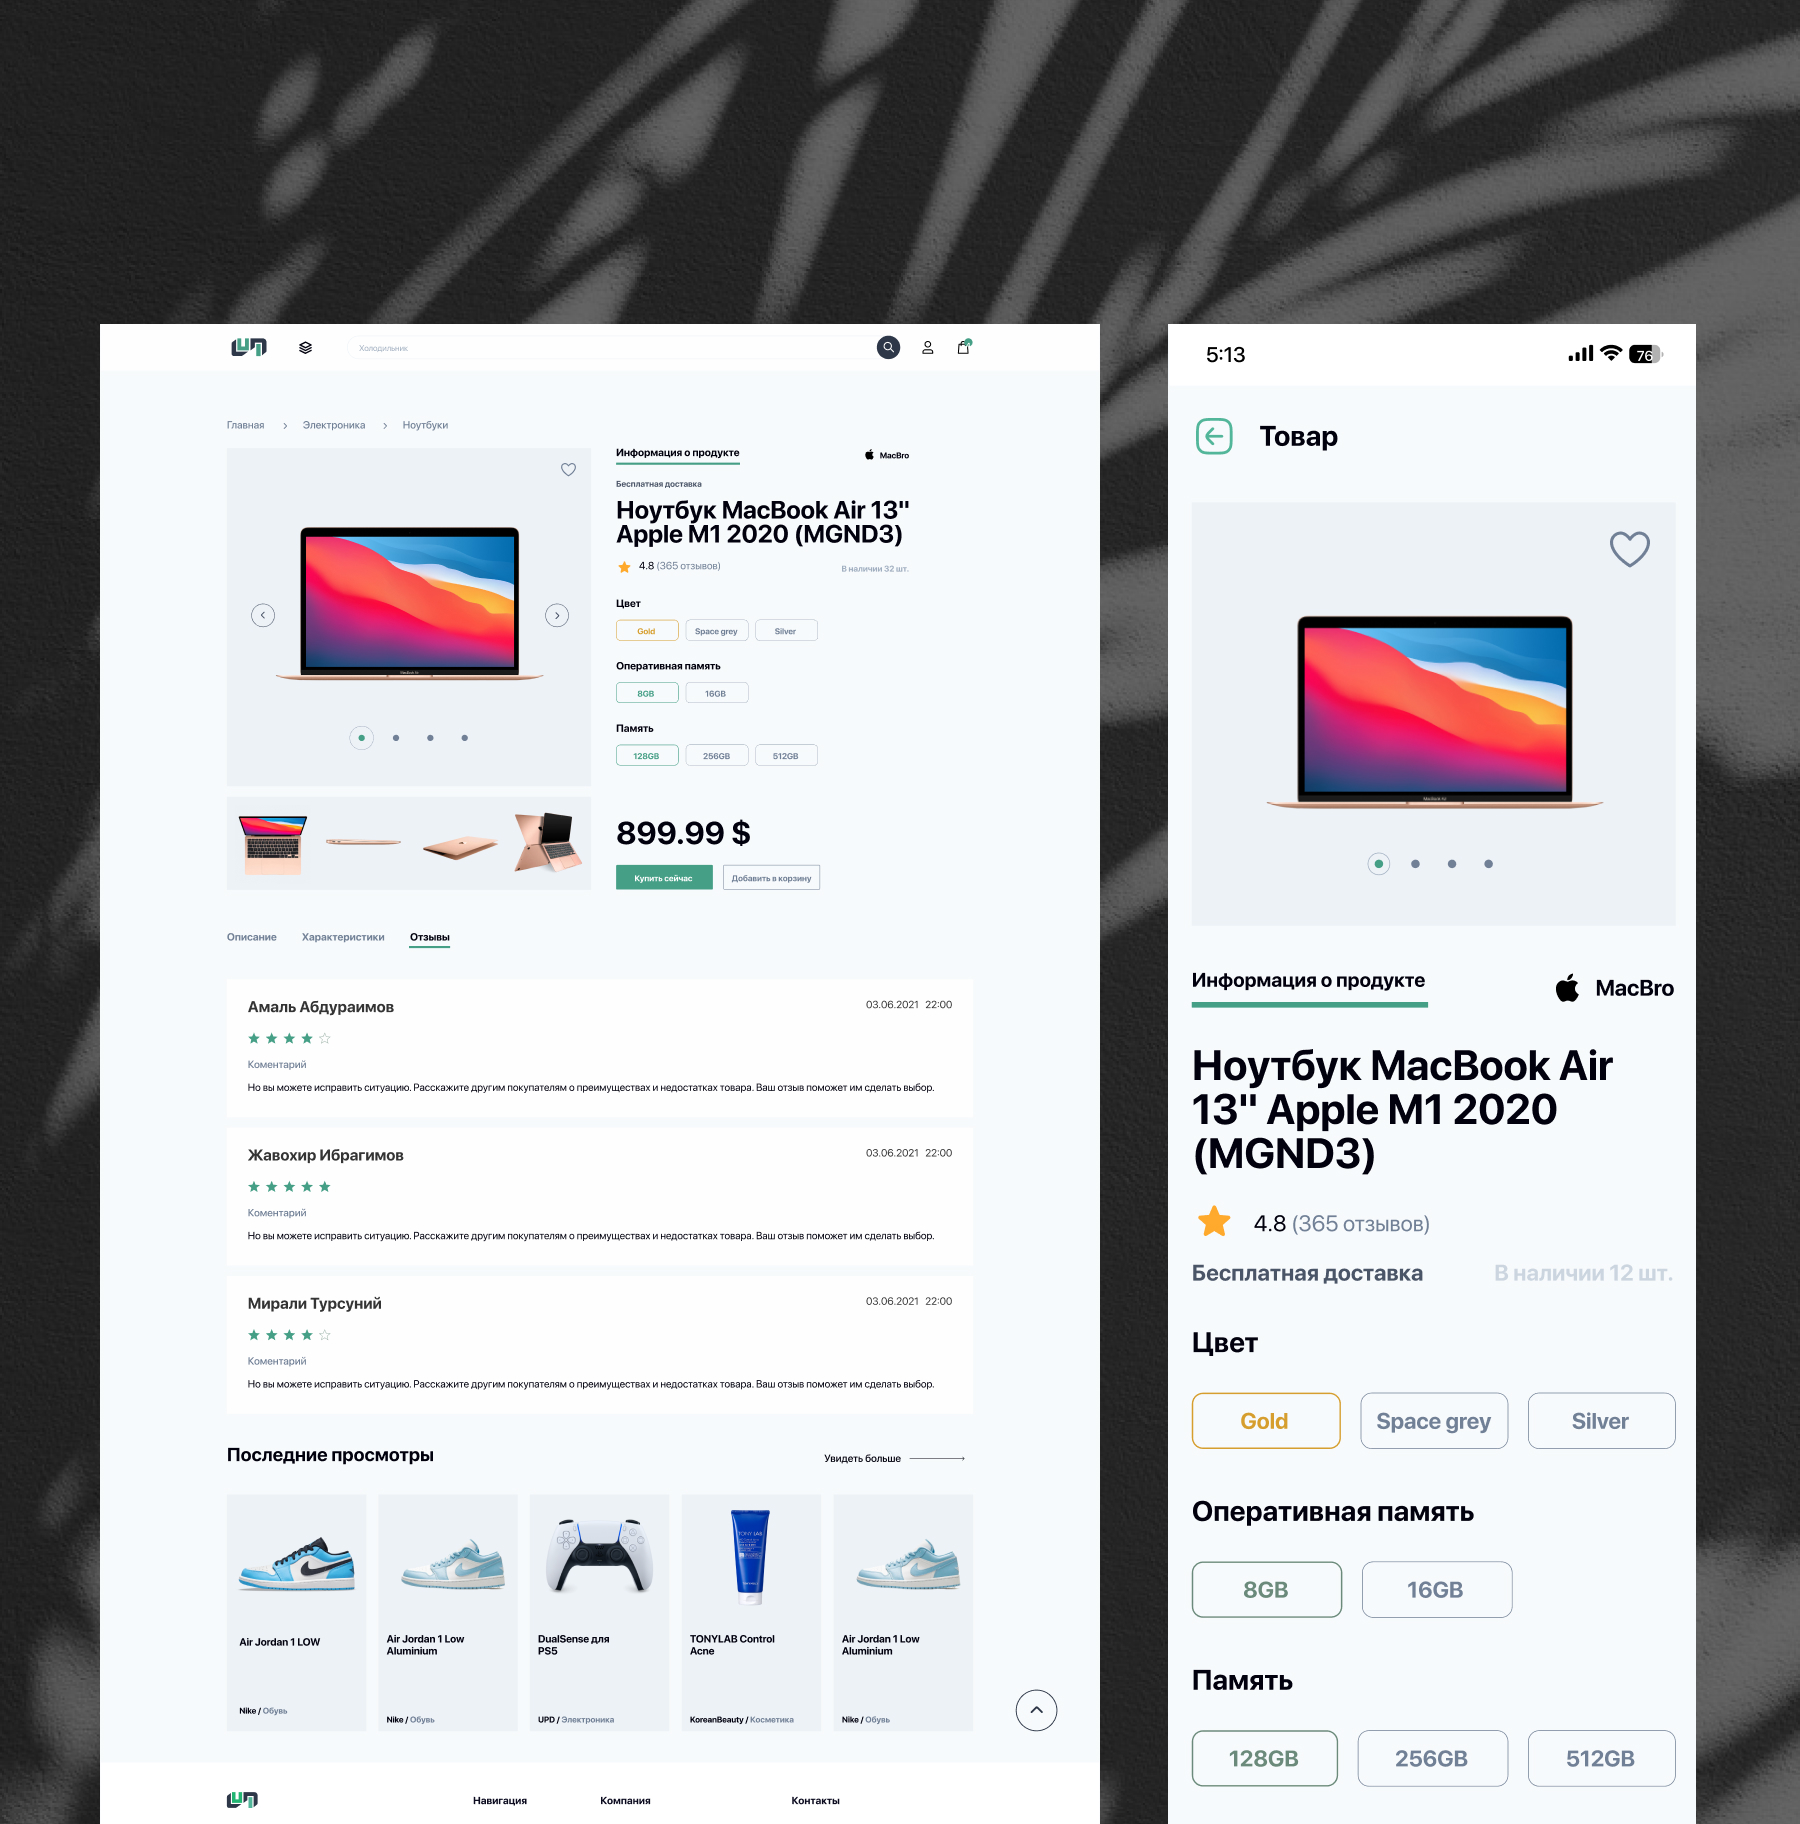 Холодильник
Главная > Электроника > Ноутбуки
Информация о продукте
MacBro
Бесплатная доставка
Ноутбук MacBook Air 13"
Apple M1 2020 (MGND3)
4.8 (365 отзывов)
В наличии 32 шт.
Цвет
Gold Space grey Silver
Оперативная память
8GB 16GB
Память
128GB 256GB 512GB
899.99 $
Купить сейчас Добавить в корзину
Описание Характеристики Отзывы
Амаль Абдураимов
03.06.2021 22:00
Коментарий
Но вы можете исправить ситуацию. Расскажите другим покупателям о преимуществах и недостатках товара. Ваш отзыв поможет им сделать выбор.
Жавохир Ибрагимов
03.06.2021 22:00
Коментарий
Но вы можете исправить ситуацию. Расскажите другим покупателям о преимуществах и недостатках товара. Ваш отзыв поможет им сделать выбор.
Мирали Турсуний
03.06.2021 22:00
Коментарий
Но вы можете исправить ситуацию. Расскажите другим покупателям о преимуществах и недостатках товара. Ваш отзыв поможет им сделать выбор.
Последние просмотры
Увидеть больше
Air Jordan 1 LOW
Nike / Обувь
Air Jordan 1 Low
Aluminium
Nike / Обувь
DualSense для
PS5
UPD / Электроника
TONYLAB Control
Acne
KoreanBeauty / Косметика
Air Jordan 1 Low
Aluminium
Nike / Обувь
Навигация Компания Контакты
5:13
76
Товар
MacBook Air
Информация о продукте
MacBro
Ноутбук MacBook Air
13" Apple M1 2020
(MGND3)
4.8 (365 отзывов)
Бесплатная доставка
В наличии 12 шт.
Цвет
Gold Space grey Silver
Оперативная память
8GB 16GB
Память
128GB 256GB 512GB